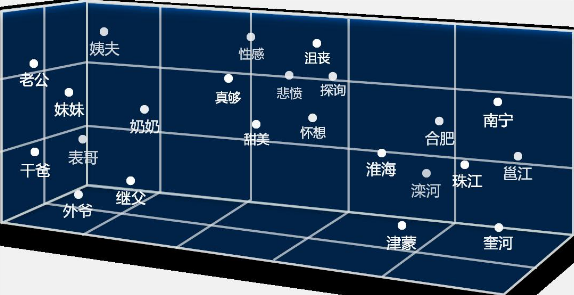 姨夫
性感
沮丧
老公
悲愤
探询
真够
妹妹
南宁
奶奶
怀想
甜美
合肥
表哥
干爸
淮海
珠江
邕江
滦河
继父
外爷
津蒙
奎河